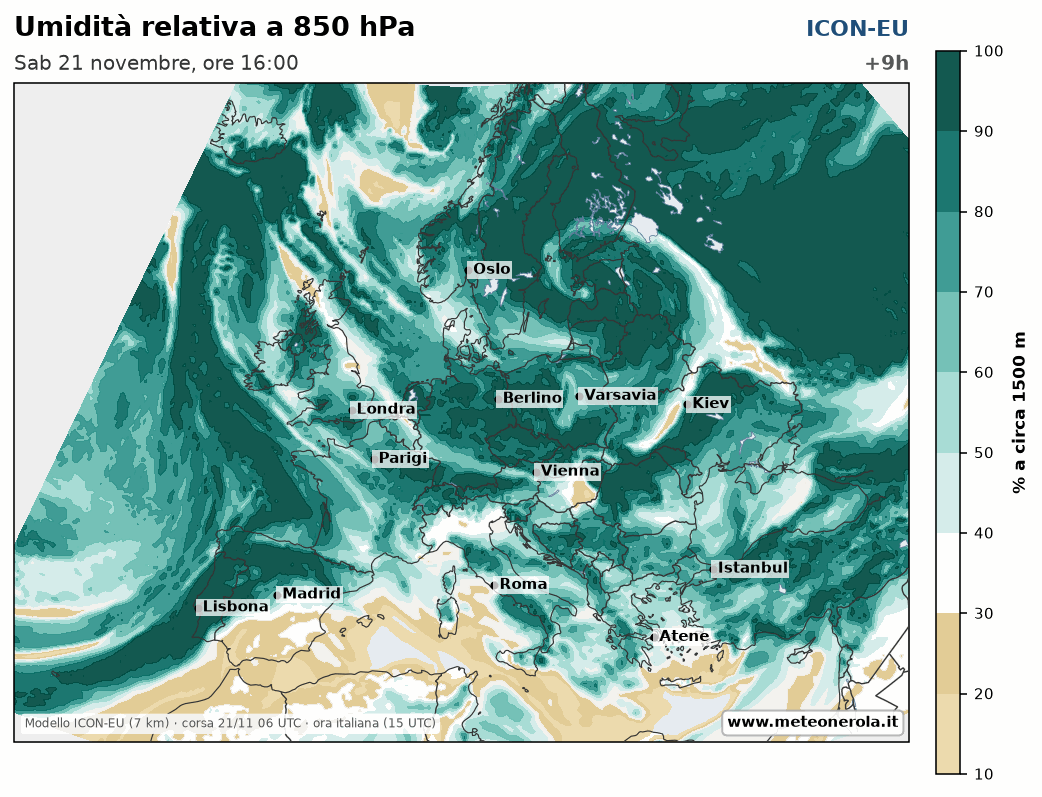 Umidità relativa a 850 hPa
ICON-EU
Sab 21 novembre, ore 16:00
+9h
100
90
80
70
60
50
40
30
20
10
% a circa 1500 m
Oslo
Berlino
Varsavia
Kiev
Londra
Parigi
Vienna
Istanbul
Roma
Madrid
Lisbona
Atene
Modello ICON-EU (7 km) · corsa 21/11 06 UTC · ora italiana (15 UTC)
www.meteonerola.it